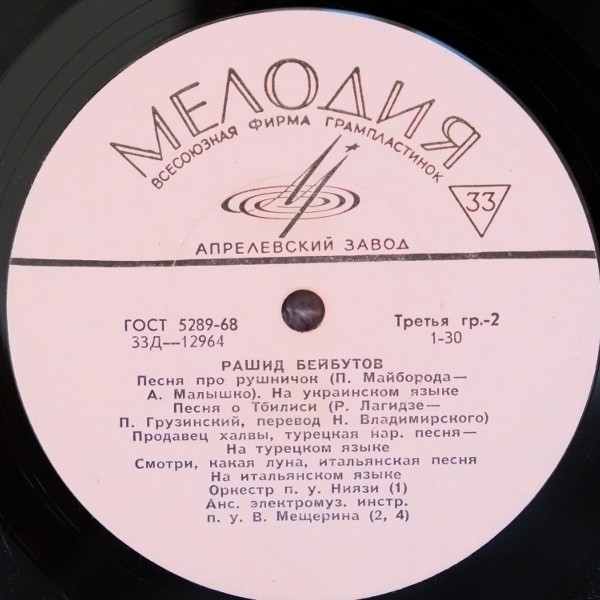 МЕЛОДИЯ
ВСЕСОЮЗНАЯ ФИРМА ГРАМПЛАСТИНОК
33
АПРЕЛЕВСКИЙ ЗАВОД
ГОСТ 5289-68 Третья гр.-2
33Д—12964 1-30
РАШИД БЕЙБУТОВ
Песня про рушничок (П. Майборода—
А. Малышко). На украинском языке
Песня о Тбилиси (Р. Лагидзе—
П. Грузинский, перевод Н. Владимирского)
Продавец халвы, турецкая нар. песня—
На турецком языке
Смотри, какая луна, итальянская песня
На итальянском языке
Оркестр п. у. Ниязи (1)
Анс. электромуз. инстр.
п. у. В. Мещерина (2, 4)